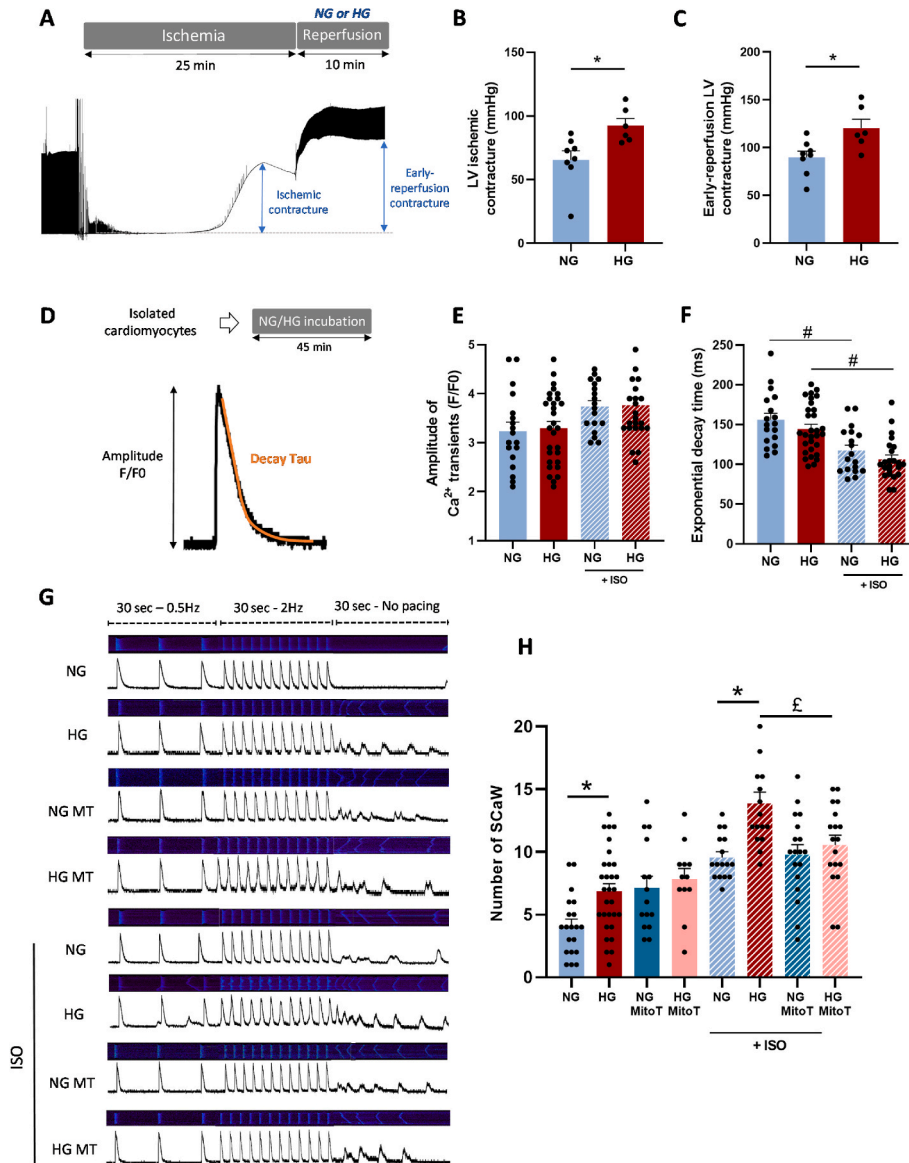 A
NG or HG
Ischemia
Reperfusion
25 min
10 min
Ischemic
contracture
Early-
reperfusion
contracture
B
LV ischemic
contracture (mmHg)
150
100
50
0
*
NG
HG
C
Early-reperfusion LV
contracture (mmHg)
200
150
100
50
0
*
NG
HG
D
Isolated
cardiomyocytes
NG/HG incubation
45 min
Amplitude
F/F0
Decay Tau
E
Amplitude of
Ca²⁺ transients (F/F0)
5
4
3
2
1
NG
HG
NG
HG
+ ISO
F
Exponential decay time (ms)
250
200
150
100
50
0
#
#
NG
HG
NG
HG
+ ISO
G
30 sec – 0.5Hz
30 sec - 2Hz
30 sec - No pacing
NG
HG
NG MT
HG MT
ISO
NG
HG
NG MT
HG MT
H
Number of SCaW
20
15
10
5
0
*
*
£
NG
HG
NG
MitoT
HG
MitoT
NG
HG
NG
MitoT
HG
MitoT
+ ISO